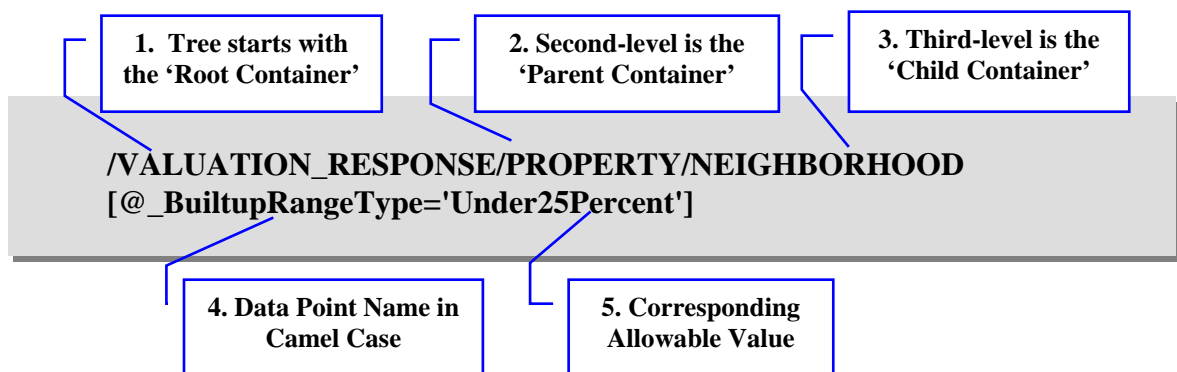 1. Tree starts with
the ‘Root Container’
2. Second-level is the
‘Parent Container’
3. Third-level is the
‘Child Container’
/VALUATION_RESPONSE/PROPERTY/NEIGHBORHOOD
[@_BuiltupRangeType='Under25Percent']
4. Data Point Name in
Camel Case
5. Corresponding
Allowable Value